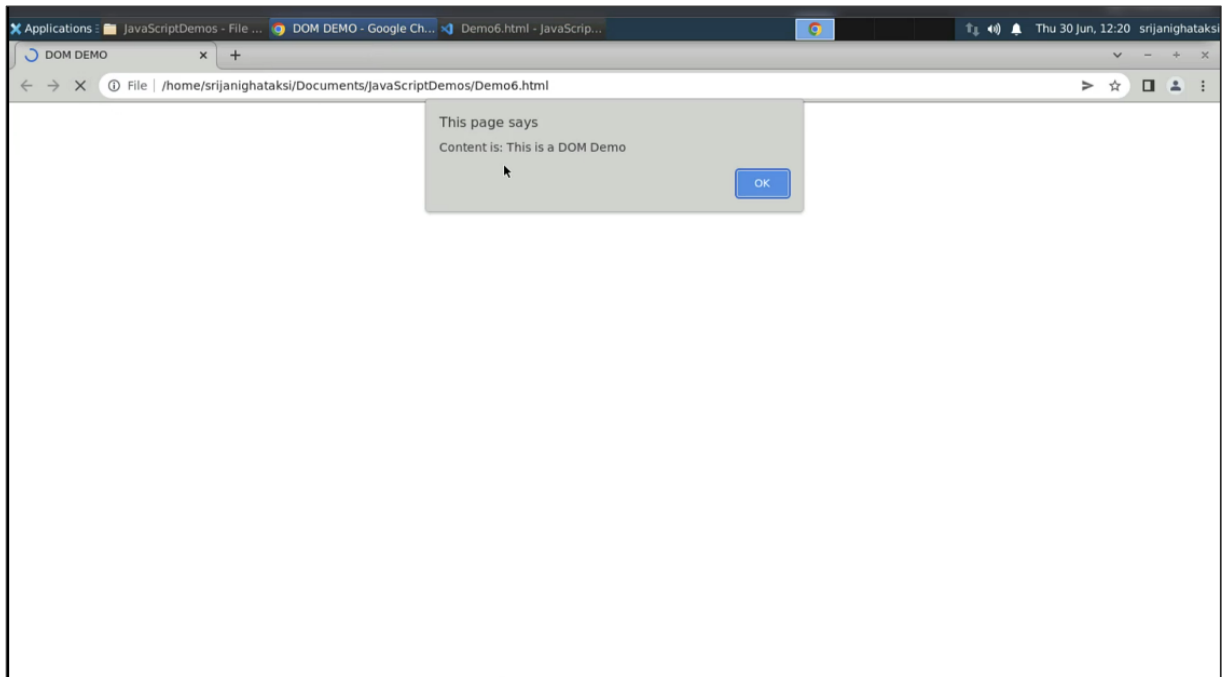 Applications : JavaScriptDemos - File ... DOM DEMO - Google Ch... Demo6.html - JavaScrip... Thu 30 Jun, 12:20 srijanighataksi
DOM DEMO
File | /home/srijanighataksi/Documents/JavaScriptDemos/Demo6.html
This page says
Content is: This is a DOM Demo
OK